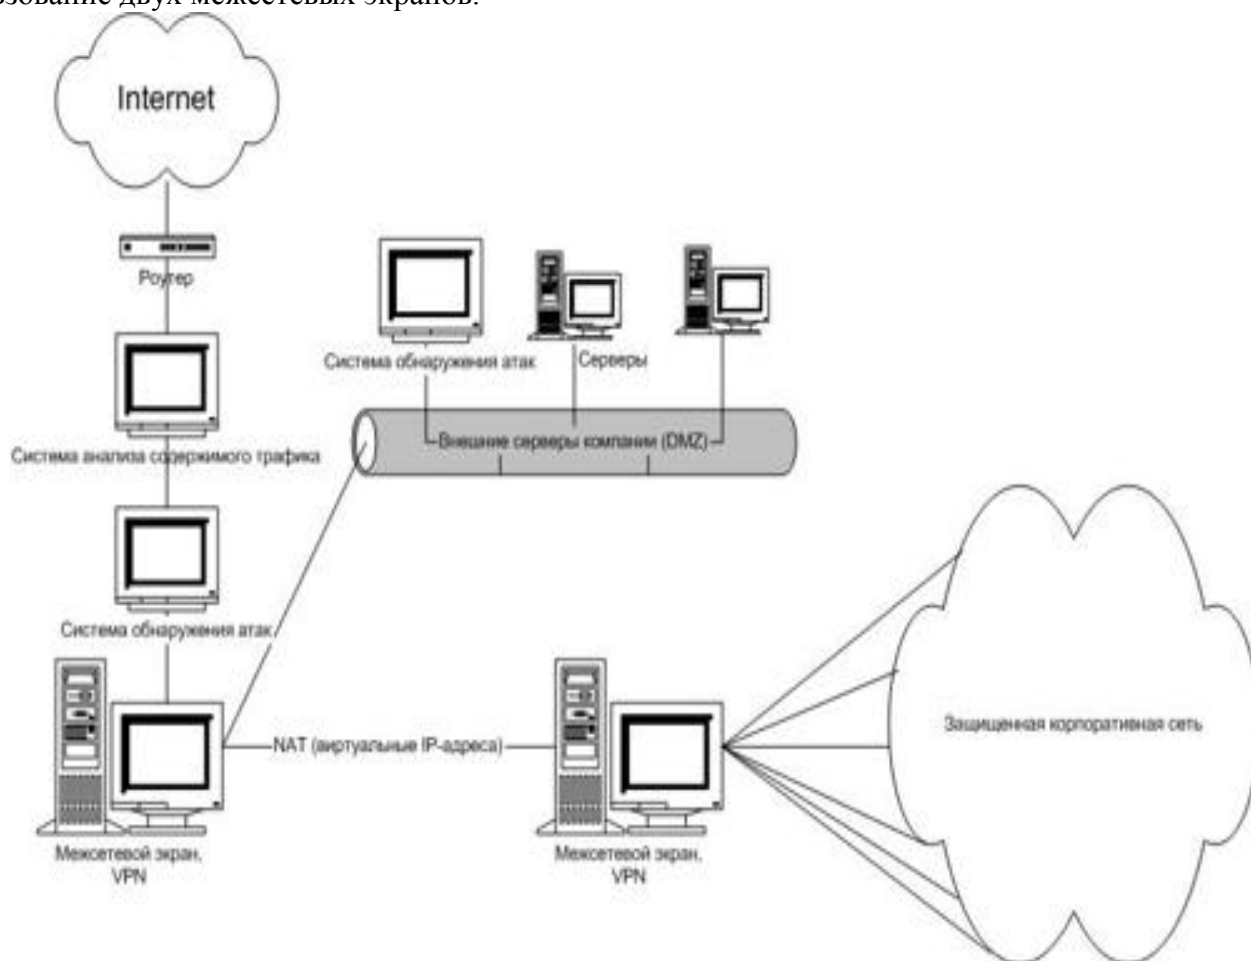 двух межсетевых экранов.
Internet
Роутер
Система обнаружения атак
Серверы
Внешние серверы компании (DMZ)
Система анализа содержимого трафика
Система обнаружения атак
Защищенная корпоративная сеть
NAT (виртуальные IP-адреса)
Межсетевой экран,
VPN
Межсетевой экран,
VPN